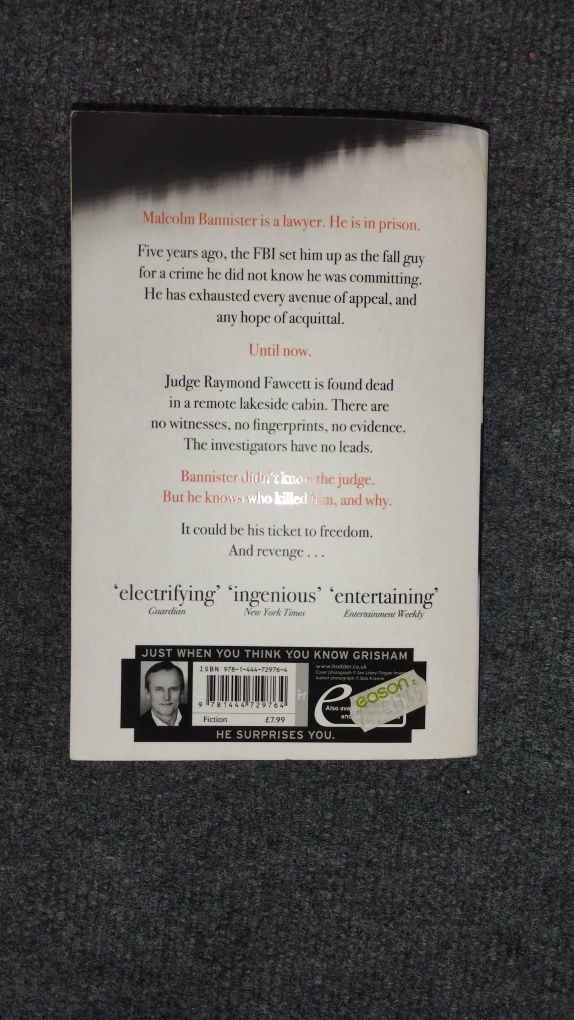 Malcolm Bannister is a lawyer. He is in prison.
Five years ago, the FBI set him up as the fall guy
for a crime he did not know he was committing.
He has exhausted every avenue of appeal, and
any hope of acquittal.
Until now.
Judge Raymond Fawcett is found dead
in a remote lakeside cabin. There are
no witnesses, no fingerprints, no evidence.
The investigators have no leads.
Bannister didn't know the judge.
But he knows who killed him, and why.
It could be his ticket to freedom.
And revenge . . .
‘electrifying’ ‘ingenious’ ‘entertaining’
Guardian New York Times Entertainment Weekly
JUST WHEN YOU THINK YOU KNOW GRISHAM
ISBN 978-1-444-72976-4
9 781444 729764
Fiction £7.99
www.hodder.co.uk
Cover photograph ©
Author photograph ©
e
Also
and
eason
HE SURPRISES YOU.